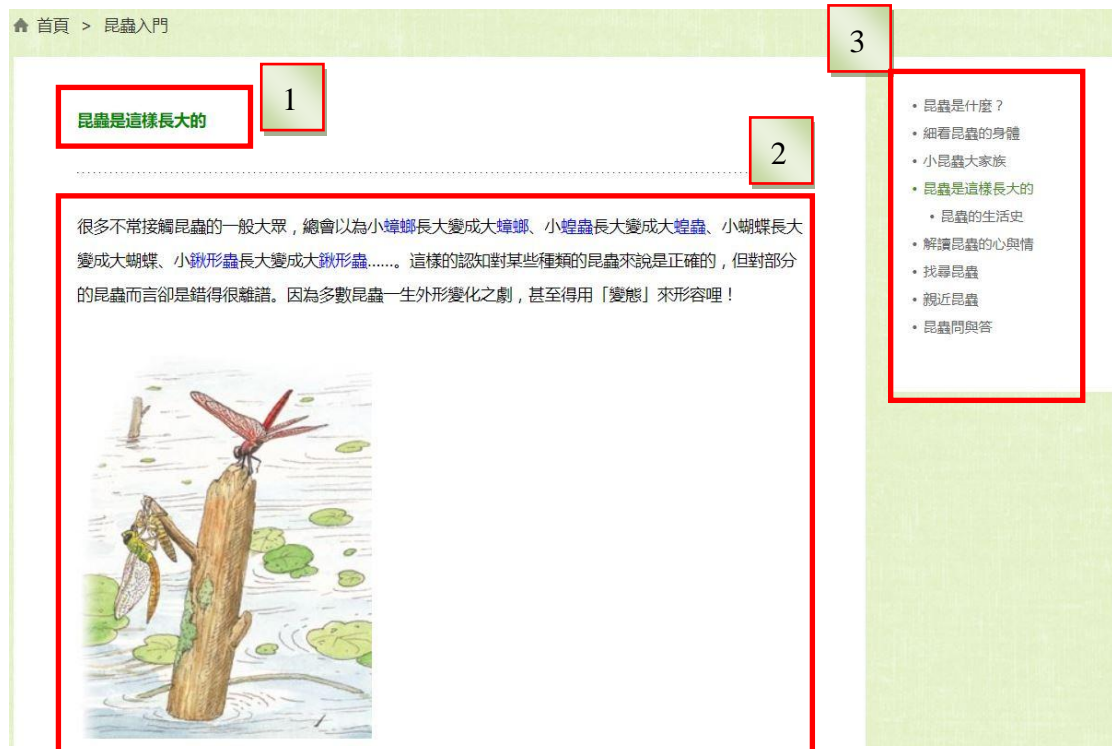 首頁 > 昆蟲入門
3
1
昆蟲是這樣長大的
2
很多不常接觸昆蟲的一般大眾，總會以為小蟑螂長大變成大蟑螂、小蝗蟲長大變成大蝗蟲、小蝴蝶長大
變成大蝴蝶、小鍬形蟲長大變成大鍬形蟲……。這樣的認知對某些種類的昆蟲來說是正確的，但對部分
的昆蟲而言卻是錯得很離譜。因為多數昆蟲一生外形變化之劇，甚至得用「變態」來形容哩！
• 昆蟲是什麼？
• 細看昆蟲的身體
• 小昆蟲大家族
• 昆蟲是這樣長大的
• 昆蟲的生活史
• 解讀昆蟲的心與情
• 找尋昆蟲
• 親近昆蟲
• 昆蟲問與答